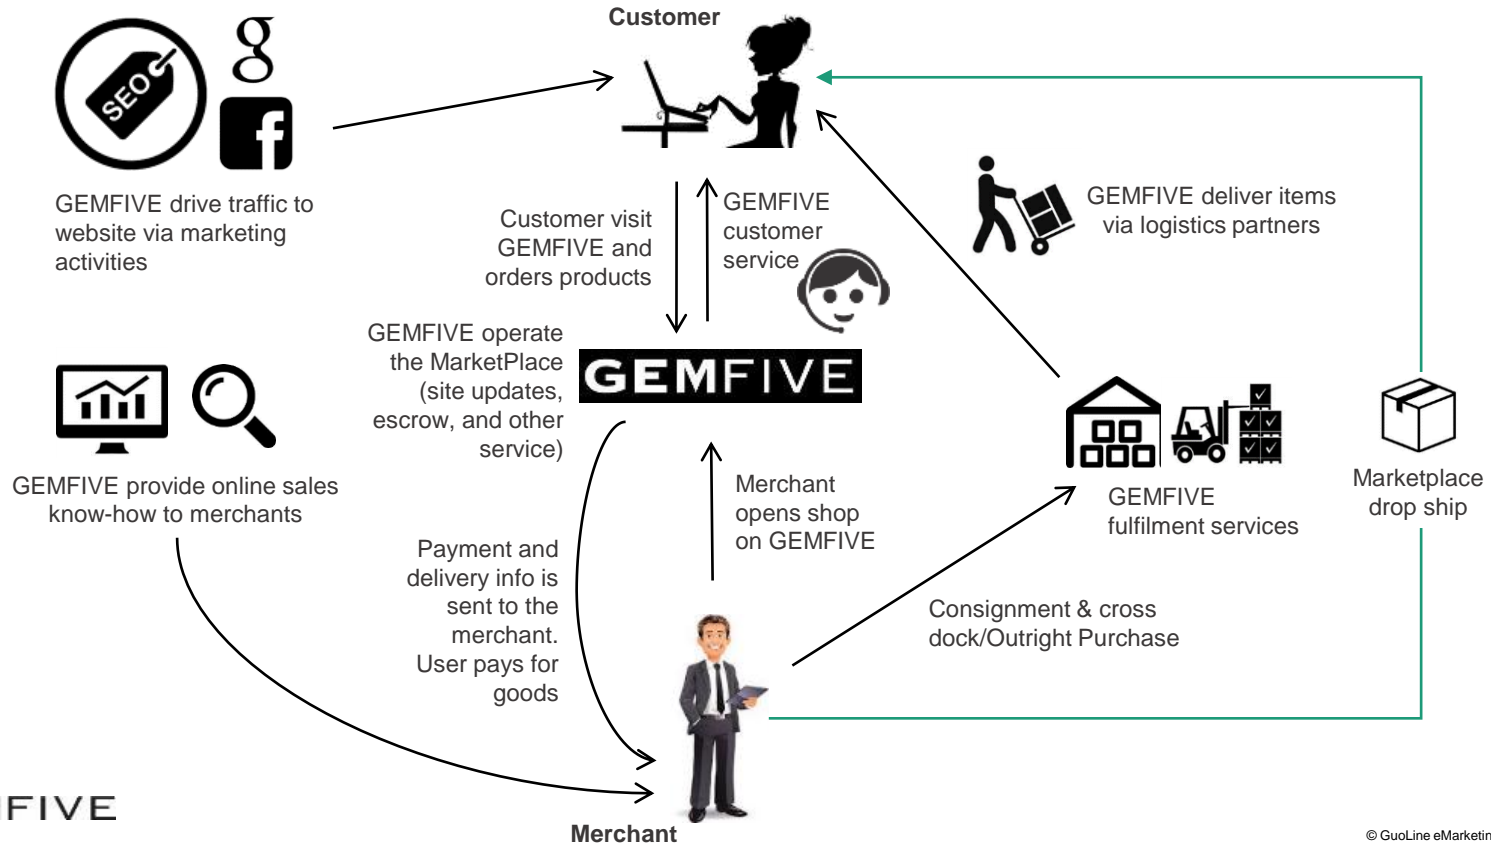 Customer
SEO
g
f
GEMFIVE drive traffic to
website via marketing
activities
Customer visit
GEMFIVE and
orders products
GEMFIVE
customer
service
GEMFIVE deliver items
via logistics partners
GEMFIVE operate
the MarketPlace
(site updates,
escrow, and other
service)
GEMFIVE
GEMFIVE provide online sales
know-how to merchants
Merchant
opens shop
on GEMFIVE
GEMFIVE
fulfilment services
Marketplace
drop ship
Payment and
delivery info is
sent to the
merchant.
User pays for
goods
Consignment & cross
dock/Outright Purchase
FIVE
Merchant
© GuoLine eMarketin